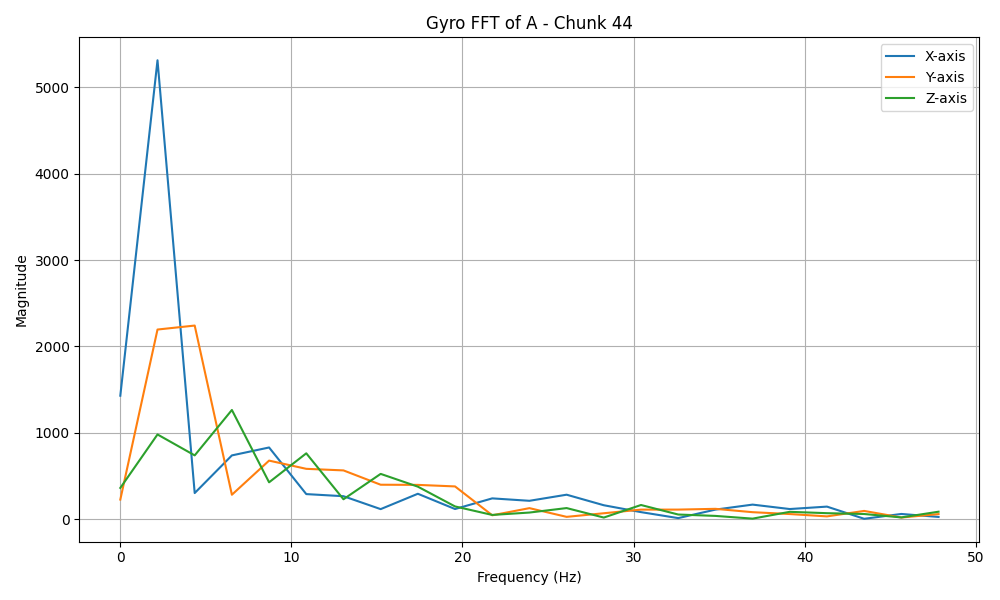 Gyro FFT of A - Chunk 44
X-axis
Y-axis
Z-axis
Magnitude
5000
4000
3000
2000
1000
0
0 10 20 30 40 50
Frequency (Hz)